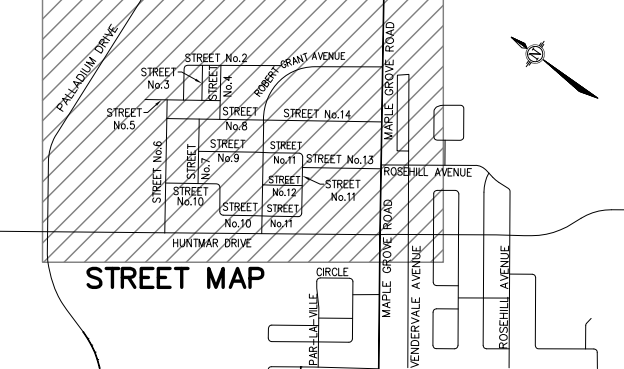 PALLADIUM DRIVE
STREET No.2
STREET
No.3
STREET
No.4
ROBERT GRANT AVENUE
MAPLE GROVE ROAD
N
STREET
No.5
STREET
No.8
STREET No.14
STREET No.6
STREET
No.7
STREET
No.9
STREET
No.11
STREET No.13
ROSEHILL AVENUE
STREET
No.10
STREET
No.12
STREET
No.11
STREET
No.10
STREET
No.11
HUNTMAR DRIVE
MAPLE GROVE ROAD
VENDERVALE AVENUE
ROSEHILL AVENUE
STREET MAP
CIRCLE
PAR-LA-VILLE